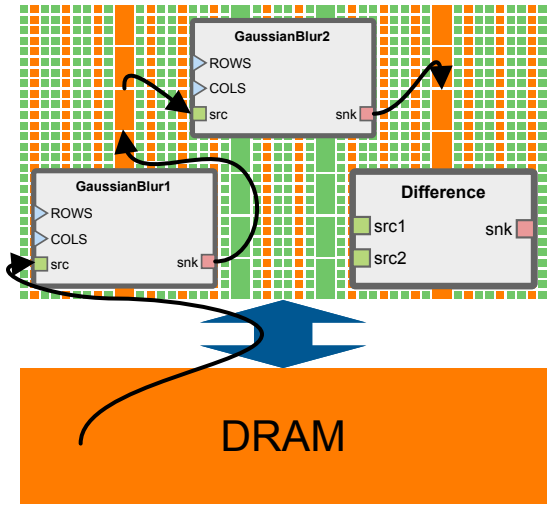 GaussianBlur2
ROWS
COLS
src snk
GaussianBlur1
ROWS
COLS
src snk
Difference
src1 snk
src2
DRAM